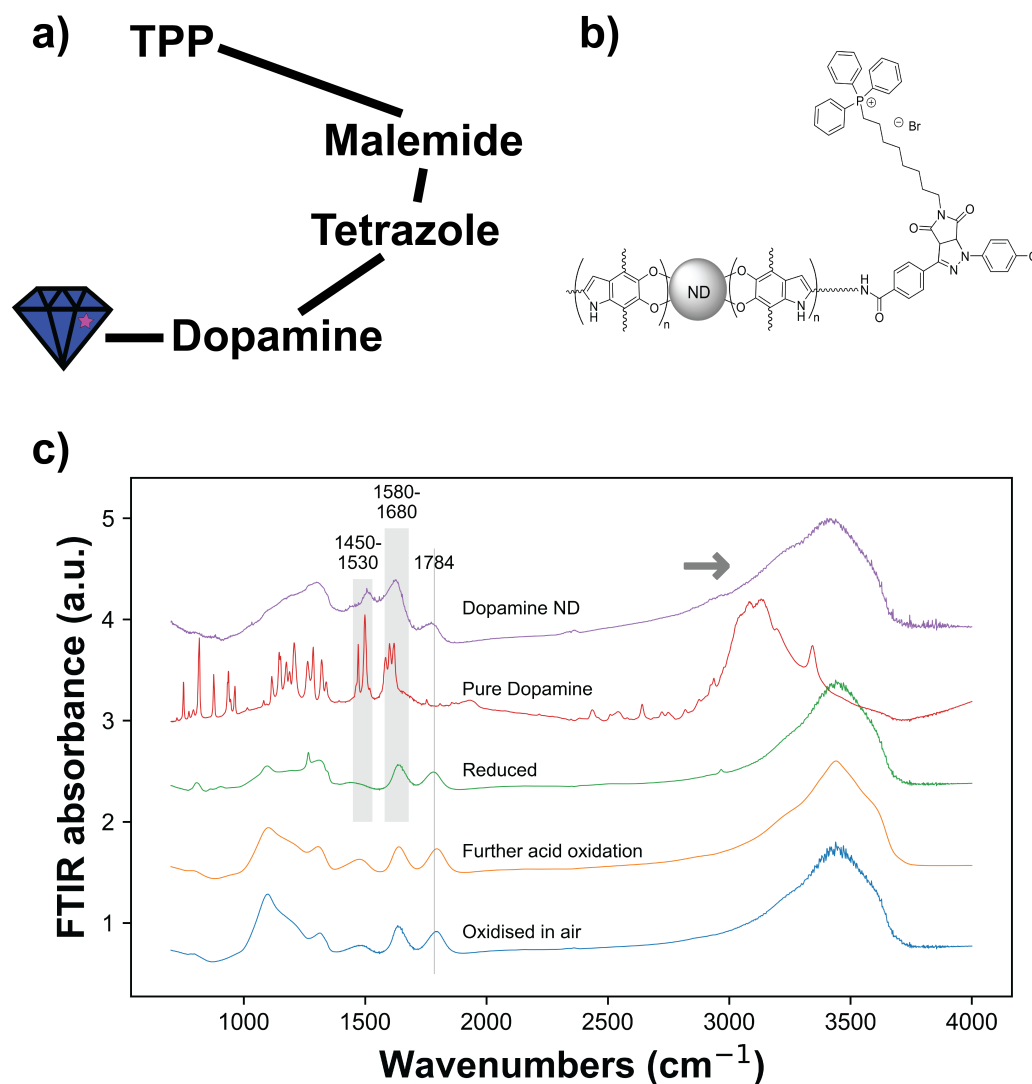 a)
TPP
Malemide
Tetrazole
Dopamine
b)
P
+
− Br
N
O
O
N
N
O
O
O
ND
O
O
N
H
n
N
H
n
NH
O
c)
1580-
1680
1450-
1530
1784
Dopamine ND
Pure Dopamine
Reduced
Further acid oxidation
Oxidised in air
5
4
3
2
1
FTIR absorbance (a.u.)
1000 1500 2000 2500 3000 3500 4000
Wavenumbers (cm⁻¹)